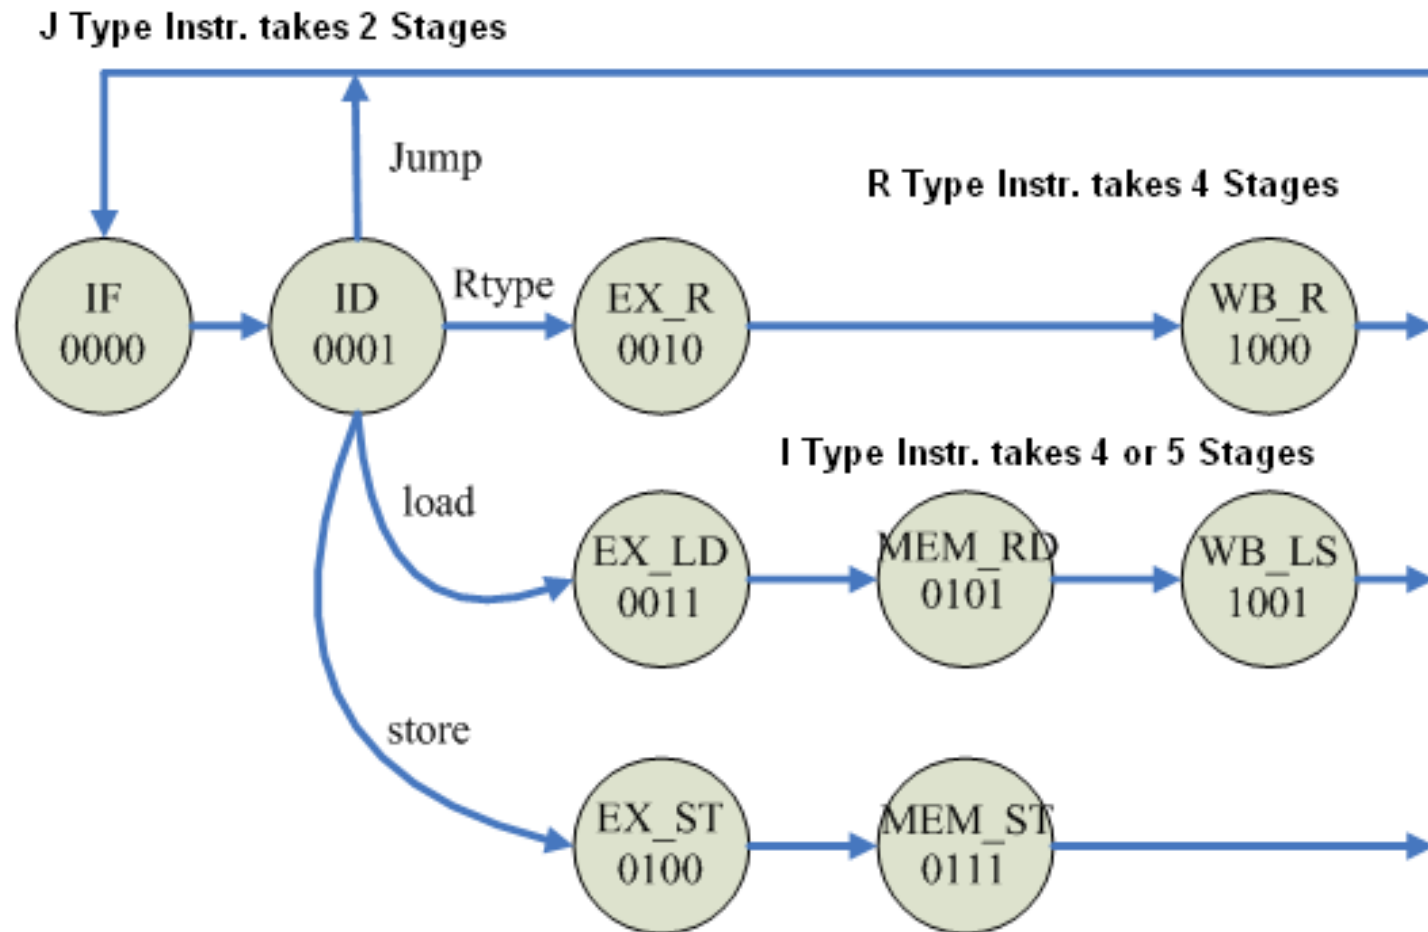 J Type Instr. takes 2 Stages
Jump
R Type Instr. takes 4 Stages
IF
0000
ID
0001
Rtype
EX_R
0010
WB_R
1000
I Type Instr. takes 4 or 5 Stages
load
EX_LD
0011
MEM_RD
0101
WB_LS
1001
store
EX_ST
0100
MEM_ST
0111